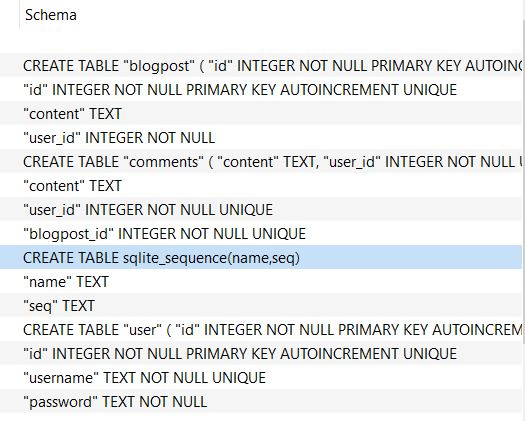 Schema
CREATE TABLE "blogpost" ( "id" INTEGER NOT NULL PRIMARY KEY
"id" INTEGER NOT NULL PRIMARY KEY AUTOINCREMENT UNIQUE
"content" TEXT
"user_id" INTEGER NOT NULL
CREATE TABLE "comments" ( "content" TEXT, "user_id" INTEGER NOT NULL
"content" TEXT
"user_id" INTEGER NOT NULL UNIQUE
"blogpost_id" INTEGER NOT NULL UNIQUE
CREATE TABLE sqlite_sequence(name,seq)
"name" TEXT
"seq" TEXT
CREATE TABLE "user" ( "id" INTEGER NOT NULL PRIMARY KEY AUTOINCREM
"id" INTEGER NOT NULL PRIMARY KEY AUTOINCREMENT UNIQUE
"username" TEXT NOT NULL UNIQUE
"password" TEXT NOT NULL